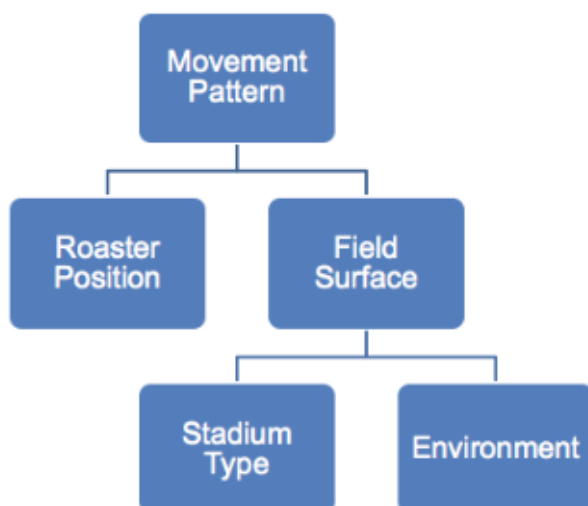 Movement
Pattern
Roaster
Position
Field
Surface
Stadium
Type
Environment